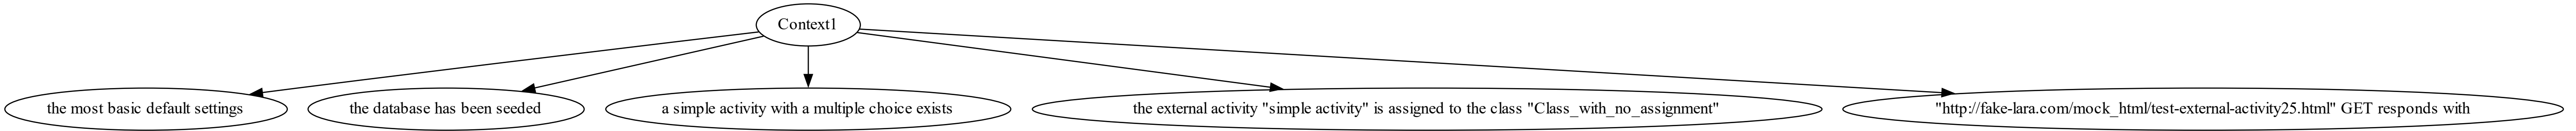 Context1
the most basic default settings
the database has been seeded
a simple activity with a multiple choice exists
the external activity "simple activity" is assigned to the class "Class_with_no_assignment"
"http://fake-lara.com/mock_html/test-external-activity25.html" GET responds with